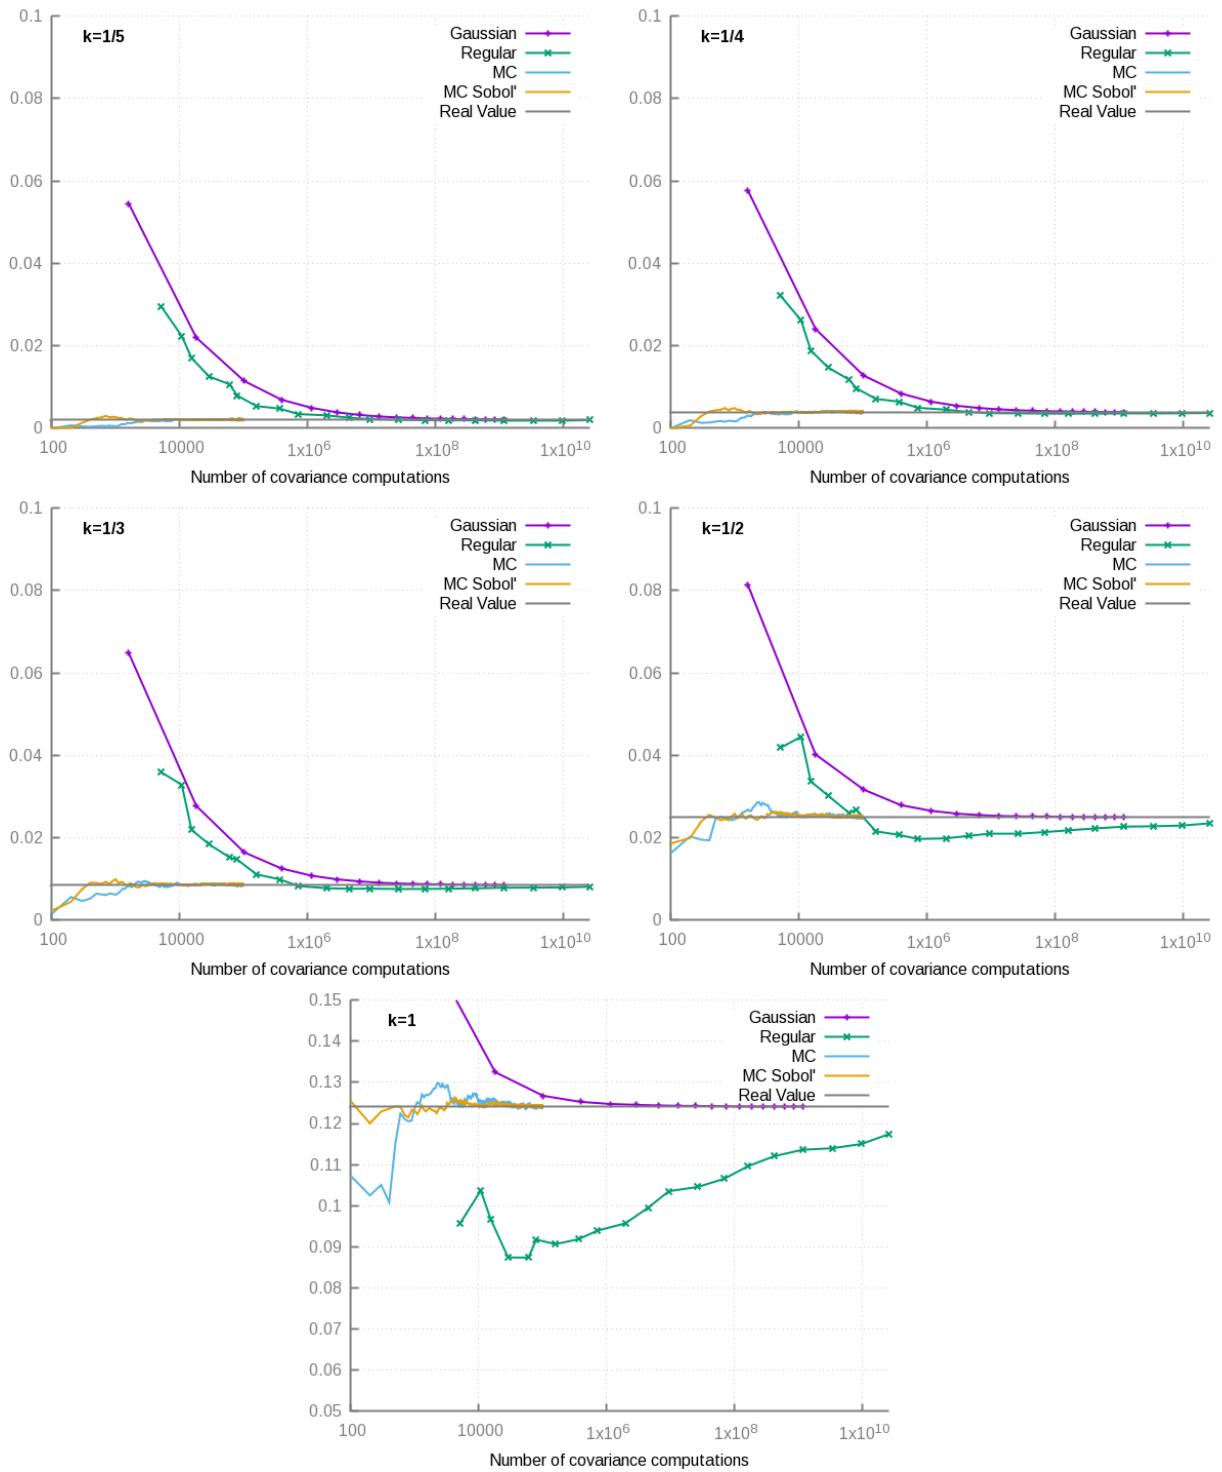 k=1/5
Gaussian
Regular
MC
MC Sobol'
Real Value
0.1
0.08
0.06
0.04
0.02
0
100 10000 1x10^6 1x10^8 1x10^10
Number of covariance computations
k=1/4
Gaussian
Regular
MC
MC Sobol'
Real Value
0.1
0.08
0.06
0.04
0.02
0
100 10000 1x10^6 1x10^8 1x10^10
Number of covariance computations
k=1/3
Gaussian
Regular
MC
MC Sobol'
Real Value
0.1
0.08
0.06
0.04
0.02
0
100 10000 1x10^6 1x10^8 1x10^10
Number of covariance computations
k=1/2
Gaussian
Regular
MC
MC Sobol'
Real Value
0.1
0.08
0.06
0.04
0.02
0
100 10000 1x10^6 1x10^8 1x10^10
Number of covariance computations
k=1
Gaussian
Regular
MC
MC Sobol'
Real Value
0.15
0.14
0.13
0.12
0.11
0.1
0.09
0.08
0.07
0.06
0.05
100 10000 1x10^6 1x10^8 1x10^10
Number of covariance computations